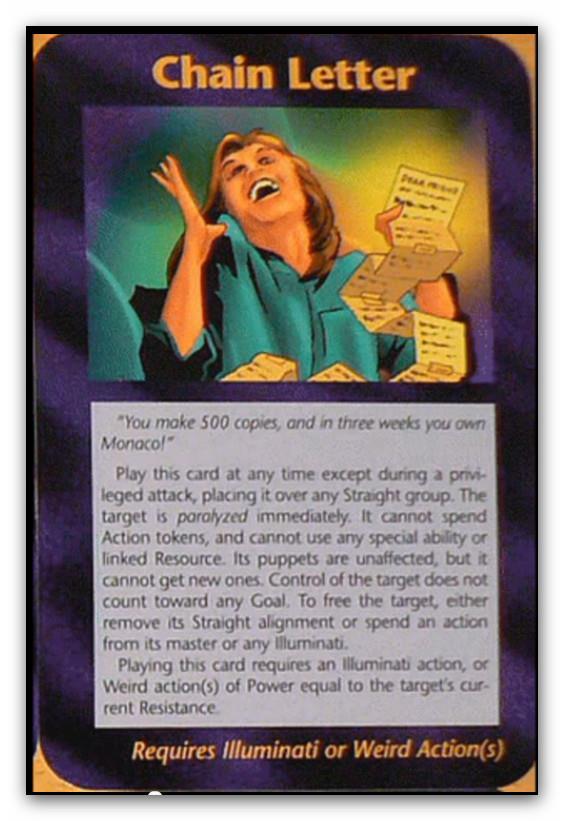 Chain Letter
DEAR FRIEND
"You make 500 copies, and in three weeks you own
Monaco!"
Play this card at any time except during a privi-
leged attack, placing it over any Straight group. The
target is paralyzed immediately. It cannot spend
Action tokens, and cannot use any special ability or
linked Resource. Its puppets are unaffected, but it
cannot get new ones. Control of the target does not
count toward any Goal. To free the target, either
remove its Straight alignment or spend an action
from its master or any Illuminati.
Playing this card requires an Illuminati action, or
Weird action(s) of Power equal to the target's cur-
rent Resistance.
Requires Illuminati or Weird Action(s)